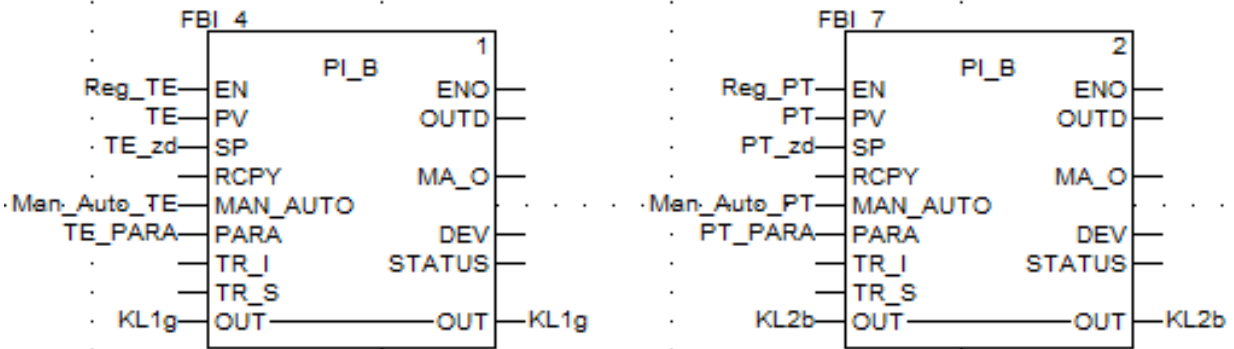 FBI_4
1
PI_B
Reg_TE EN ENO
TE PV OUTD
TE_zd SP
RCPY MA_O
Man_Auto_TE MAN_AUTO
TE_PARA PARA DEV
TR_I STATUS
TR_S
KL1g OUT OUT KL1g
FBI_7
2
PI_B
Reg_PT EN ENO
PT PV OUTD
PT_zd SP
RCPY MA_O
Man_Auto_PT MAN_AUTO
PT_PARA PARA DEV
TR_I STATUS
TR_S
KL2b OUT OUT KL2b